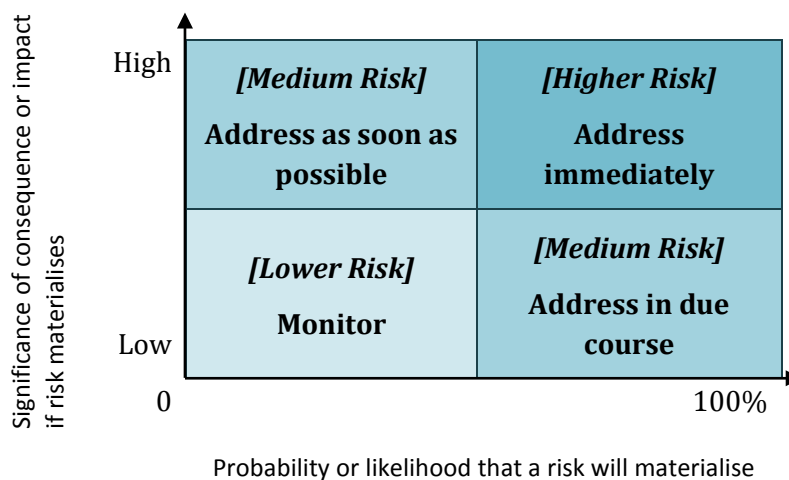 Significance of consequence or impact
if risk materialises
High
[Medium Risk]
Address as soon as
possible
[Higher Risk]
Address
immediately
[Lower Risk]
Monitor
[Medium Risk]
Address in due
course
Low
0
100%
Probability or likelihood that a risk will materialise